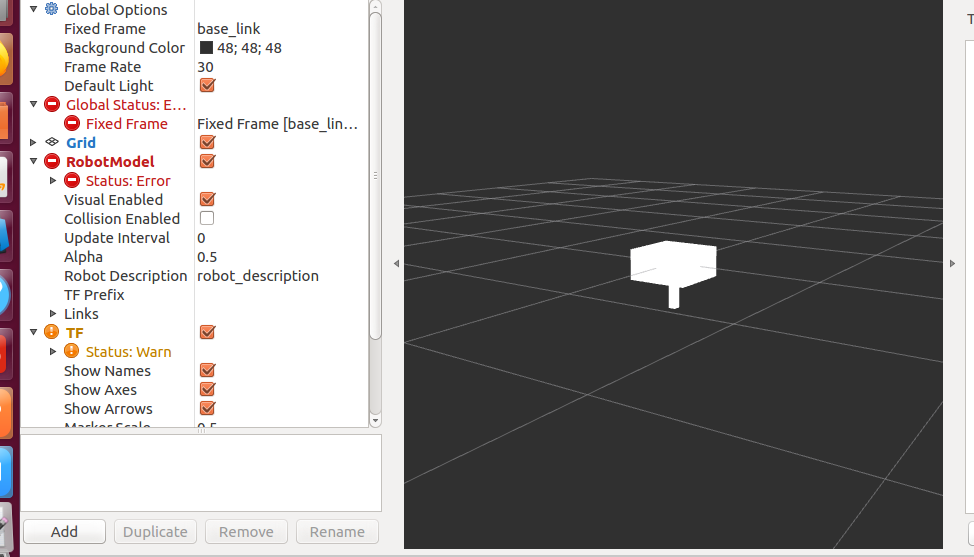 Global Options
Fixed Frame base_link
Background Color 48; 48; 48
Frame Rate 30
Default Light
Global Status: E...
Fixed Frame Fixed Frame [base_lin...
Grid
RobotModel
Status: Error
Visual Enabled
Collision Enabled
Update Interval 0
Alpha 0.5
Robot Description robot_description
TF Prefix
Links
TF
Status: Warn
Show Names
Show Axes
Show Arrows
Marker Scale 0.5
Add Duplicate Remove Rename